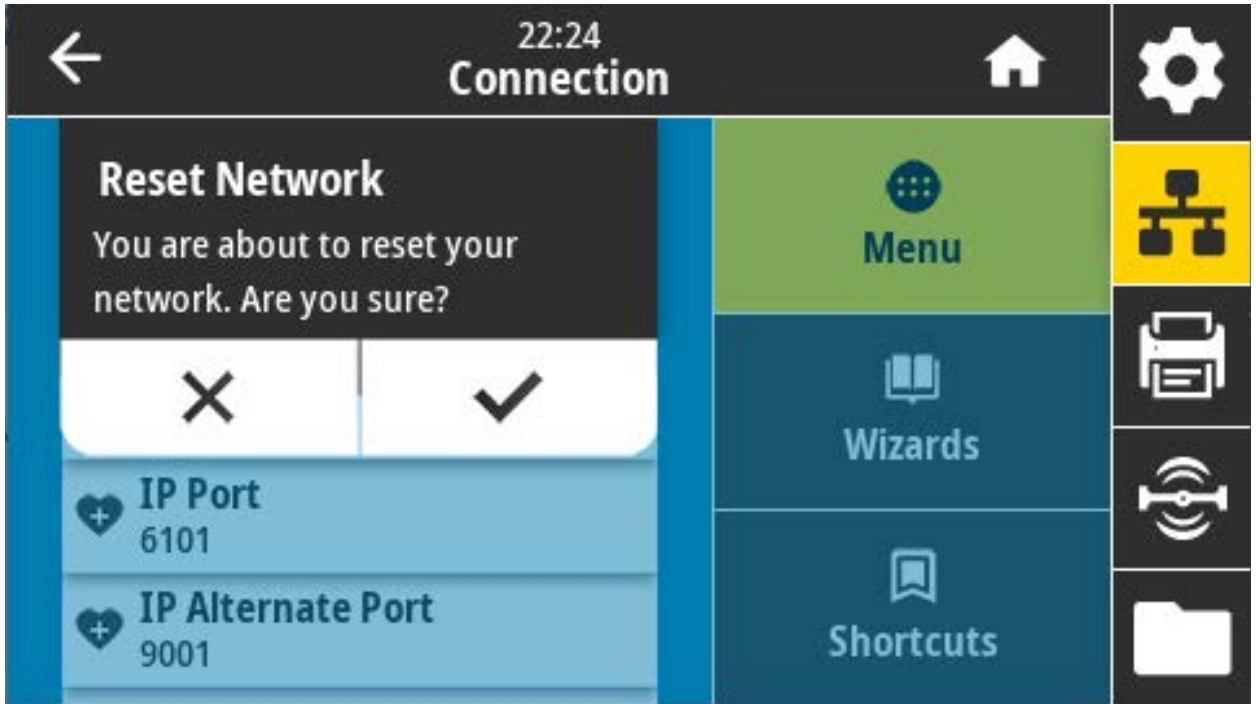 22:24
Connection
Reset Network
You are about to reset your
network. Are you sure?
IP Port
6101
IP Alternate Port
9001
Menu
Wizards
Shortcuts